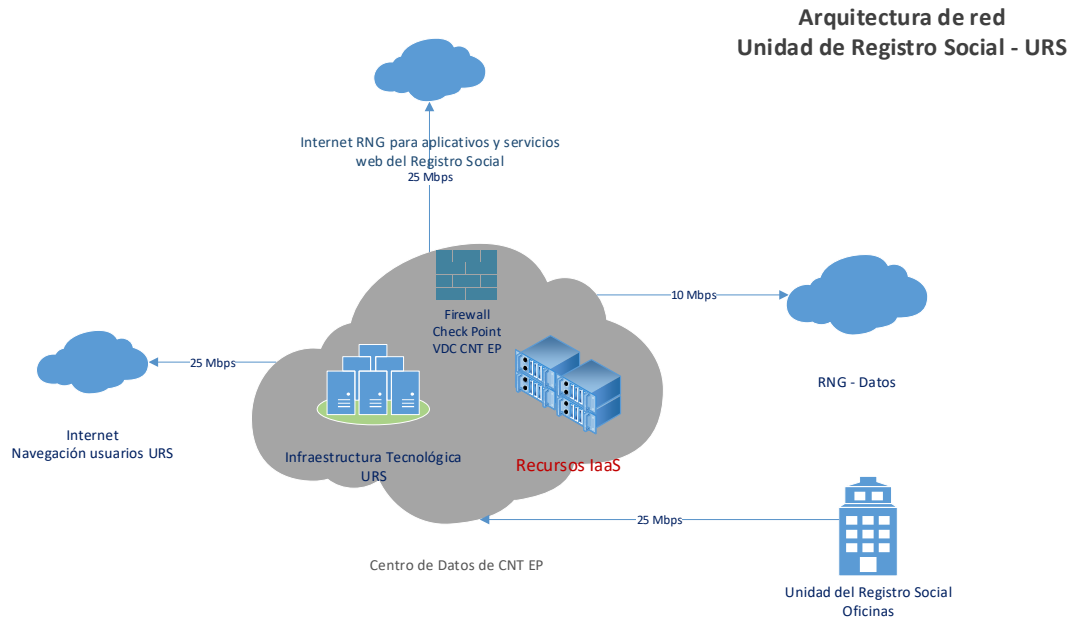 Arquitectura de red
Unidad de Registro Social - URS
Internet RNG para aplicativos y servicios
web del Registro Social
25 Mbps
Firewall
Check Point
VDC CNT EP
10 Mbps
RNG - Datos
25 Mbps
Internet
Navegación usuarios URS
Infraestructura Tecnológica
URS
Recursos IaaS
25 Mbps
Centro de Datos de CNT EP
Unidad del Registro Social
Oficinas